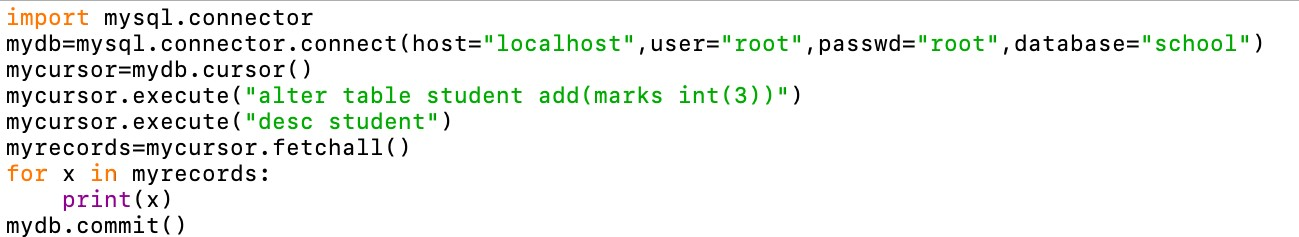 import mysql.connector
mydb=mysql.connector.connect(host="localhost",user="root",passwd="root",database="school")
mycursor=mydb.cursor()
mycursor.execute("alter table student add(marks int(3))")
mycursor.execute("desc student")
myrecords=mycursor.fetchall()
for x in myrecords:
    print(x)
mydb.commit()